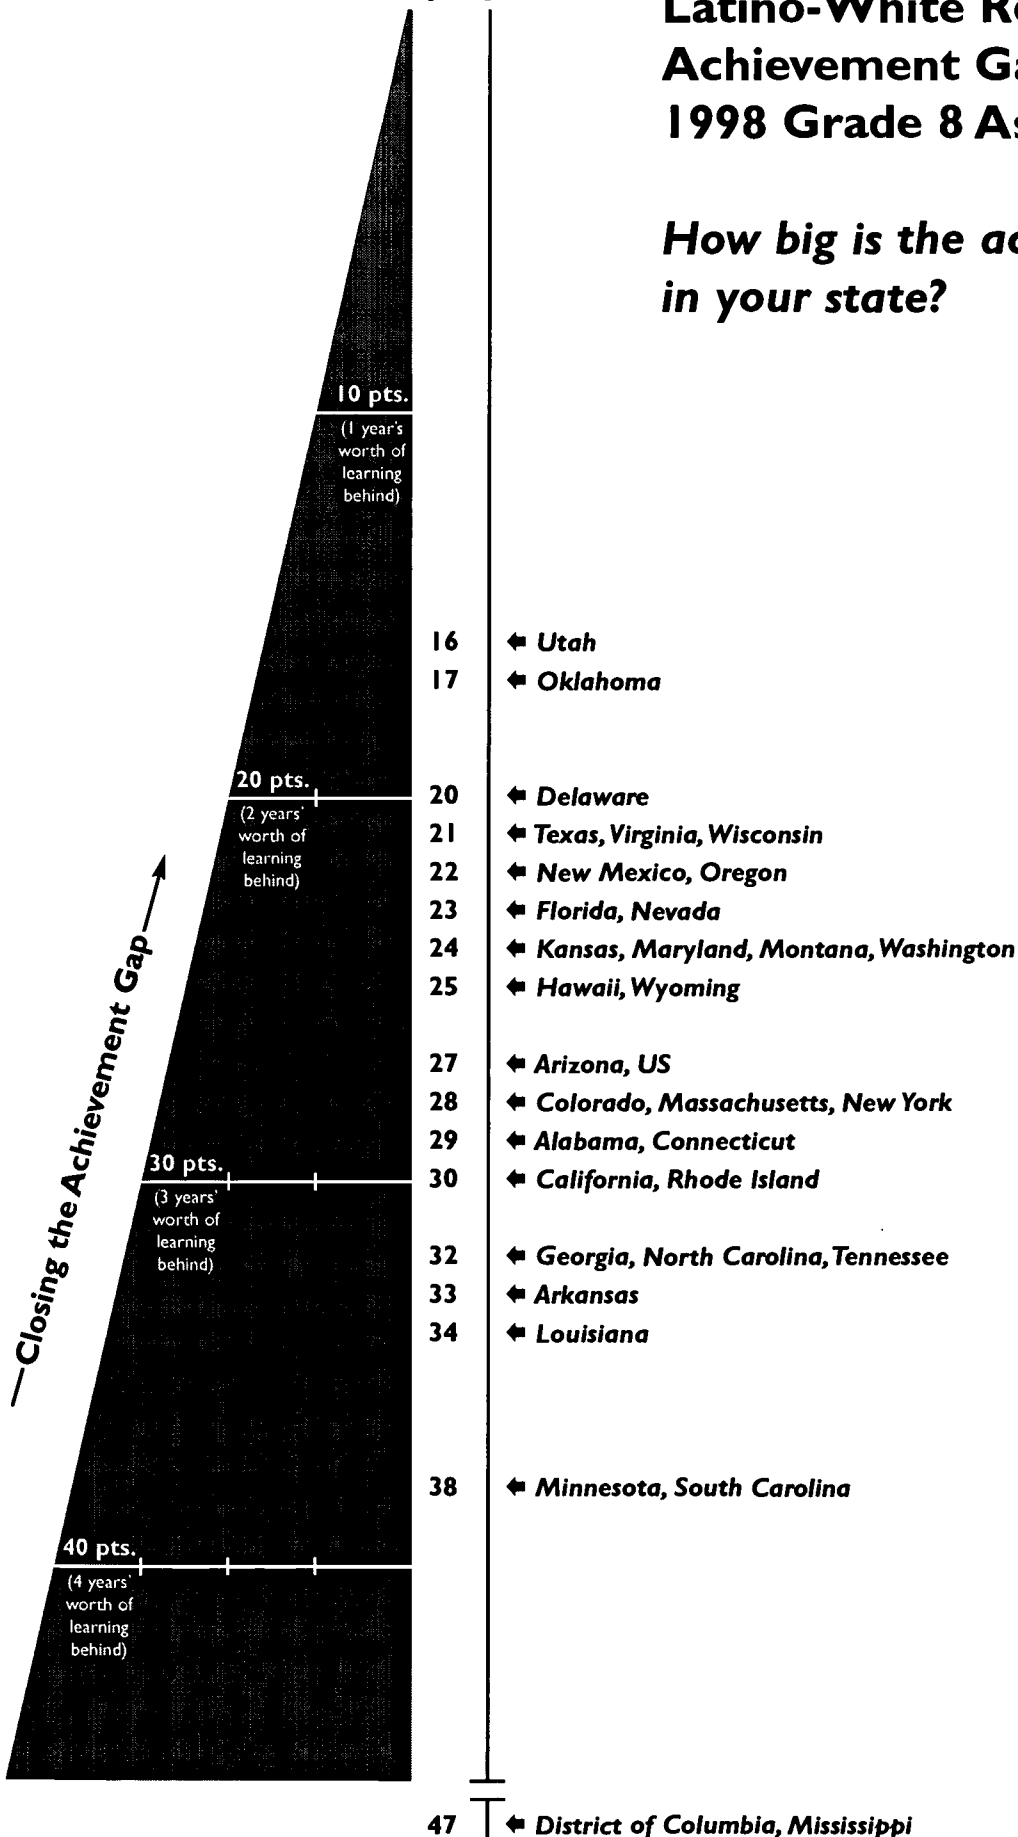 Latino-White
Achievement
1998 Grade 8
How big is the
in your state?
10 pts.
(1 year's
worth of
learning
behind)
16 Utah
17 Oklahoma
20 pts.
(2 years'
worth of
learning
behind)
20 Delaware
21 Texas, Virginia, Wisconsin
22 New Mexico, Oregon
23 Florida, Nevada
24 Kansas, Maryland, Montana, Washington
25 Hawaii, Wyoming
27 Arizona, US
28 Colorado, Massachusetts, New York
29 Alabama, Connecticut
30 pts.
(3 years'
worth of
learning
behind)
30 California, Rhode Island
32 Georgia, North Carolina, Tennessee
33 Arkansas
34 Louisiana
Closing the Achievement Gap
38 Minnesota, South Carolina
40 pts.
(4 years'
worth of
learning
behind)
47 District of Columbia, Mississippi